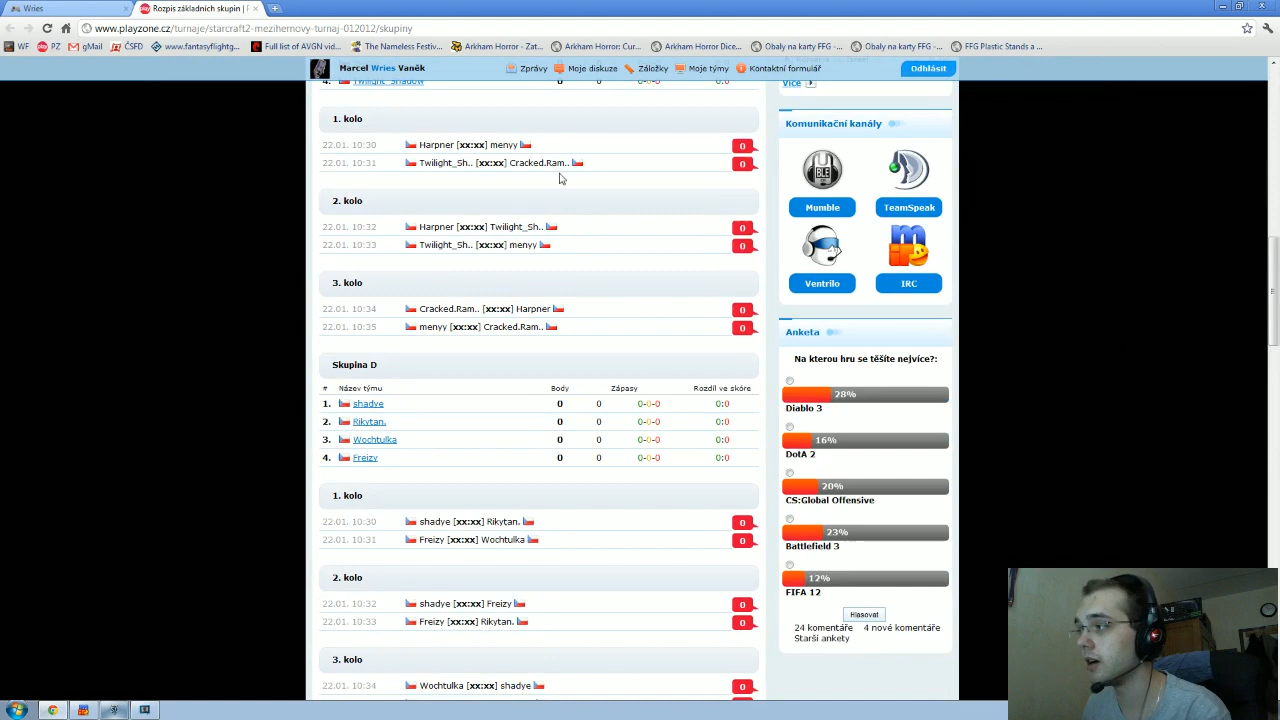 Wries
Rozpis základních skupin |
www.playzone.cz/turnaje/starcraft2-mezihernovy-turnaj-012012/skupiny
WF PZ gMail ČSFD www.fantasyflightg... Full list of AVGN vid... The Nameless Festiv... Arkham Horror - Zat... Arkham Horror: Cur... Arkham Horror Dice... Obaly na karty FFG -... Obaly na karty FFG -... FFG Plastic Stands a ...
Marcel Wries Vaněk Zprávy Moje diskuze Záložky Moje týmy Kontaktní formulář Odhlásit
4. Twilight_Shadow 0 0 0-0-0 0:0
Více
1. kolo
22.01. 10:30 Harpner [xx:xx] menyy 0
22.01. 10:31 Twilight_Sh.. [xx:xx] Cracked.Ram.. 0
2. kolo
22.01. 10:32 Harpner [xx:xx] Twilight_Sh.. 0
22.01. 10:33 Twilight_Sh.. [xx:xx] menyy 0
3. kolo
22.01. 10:34 Cracked.Ram.. [xx:xx] Harpner 0
22.01. 10:35 menyy [xx:xx] Cracked.Ram.. 0
Skupina D
# Název týmu Body Zápasy Rozdíl ve skóre
1. shadye 0 0 0-0-0 0:0
2. Rikytan. 0 0 0-0-0 0:0
3. Wochtulka 0 0 0-0-0 0:0
4. Freizy 0 0 0-0-0 0:0
1. kolo
22.01. 10:30 shadye [xx:xx] Rikytan. 0
22.01. 10:31 Freizy [xx:xx] Wochtulka 0
2. kolo
22.01. 10:32 shadye [xx:xx] Freizy 0
22.01. 10:33 Freizy [xx:xx] Rikytan. 0
3. kolo
22.01. 10:34 Wochtulka [xx:xx] shadye 0
Komunikační kanály
BLE
Mumble TeamSpeak
Ventrilo IRC
Anketa
Na kterou hru se těšíte nejvíce?:
28%
Diablo 3
16%
DotA 2
20%
CS:Global Offensive
23%
Battlefield 3
12%
FIFA 12
Hlasovat
24 komentáře 4 nové komentáře
Starší ankety